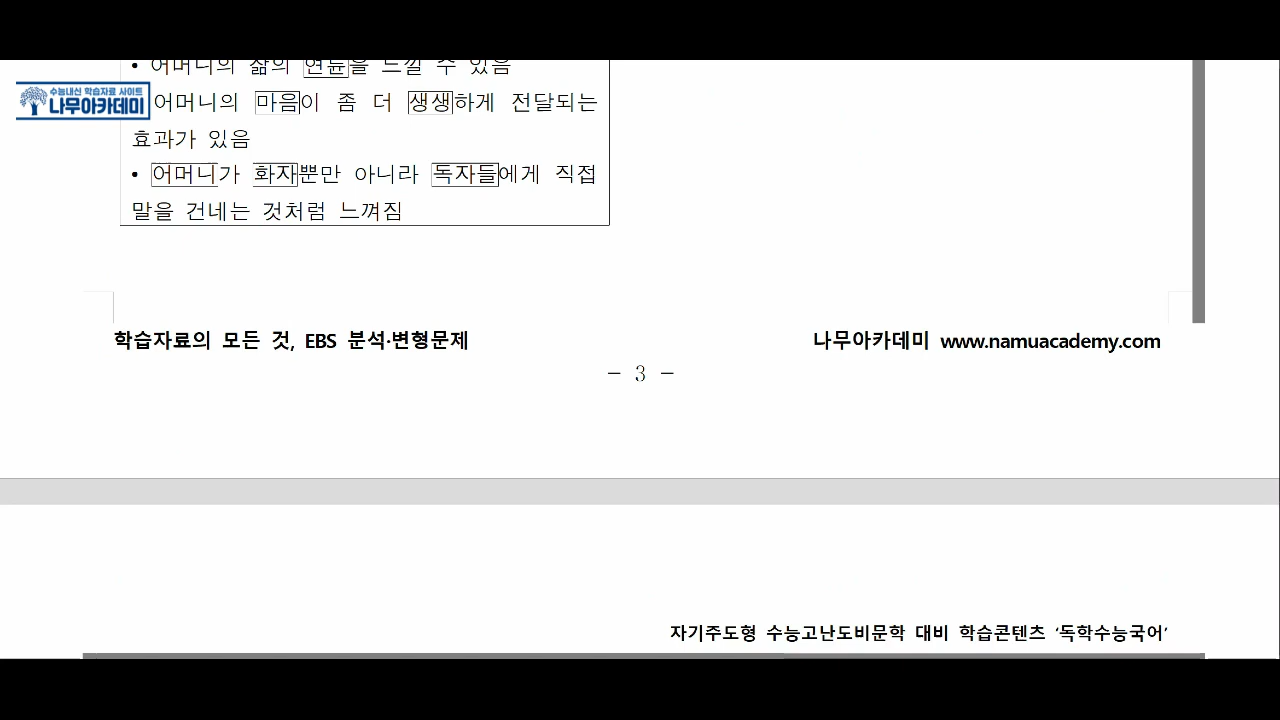 • 어머니의 삶의 연륜을 느낄 수 있음
수능내신 학습자료 사이트
나무아카데미
어머니의 마음이 좀 더 생생하게 전달되는
효과가 있음
• 어머니가 화자뿐만 아니라 독자들에게 직접
말을 건네는 것처럼 느껴짐
학습자료의 모든 것, EBS 분석·변형문제
나무아카데미 www.namuacademy.com
- 3 -
자기주도형 수능고난도비문학 대비 학습콘텐츠 ‘독학수능국어’